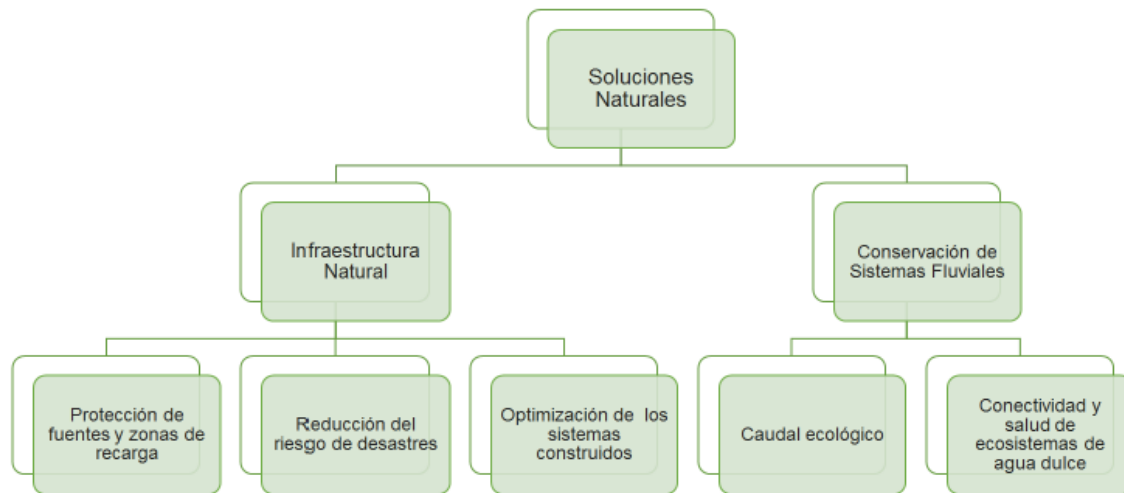 Soluciones
Naturales
Infraestructura
Natural
Conservación de
Sistemas Fluviales
Protección de
fuentes y zonas de
recarga
Reducción del
riesgo de desastres
Optimización de los
sistemas
construidos
Caudal ecológico
Conectividad y
salud de
ecosistemas de
agua dulce